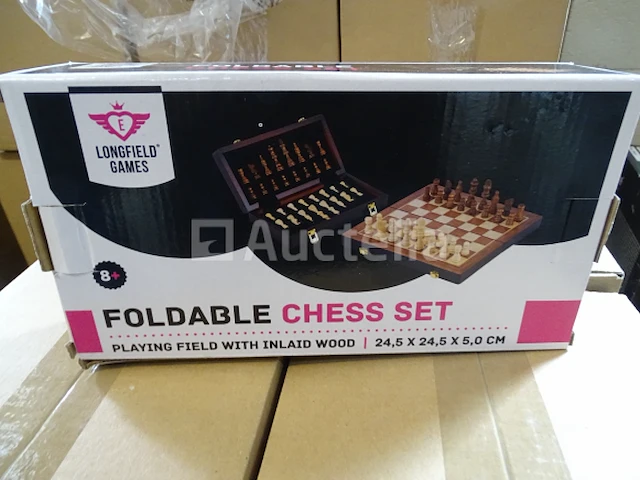 FOLDABLE
E
LONGFIELD
GAMES
Auctelia
8+
FOLDABLE CHESS SET
PLAYING FIELD WITH INLAID WOOD | 24,5 X 24,5 X 5,0 CM